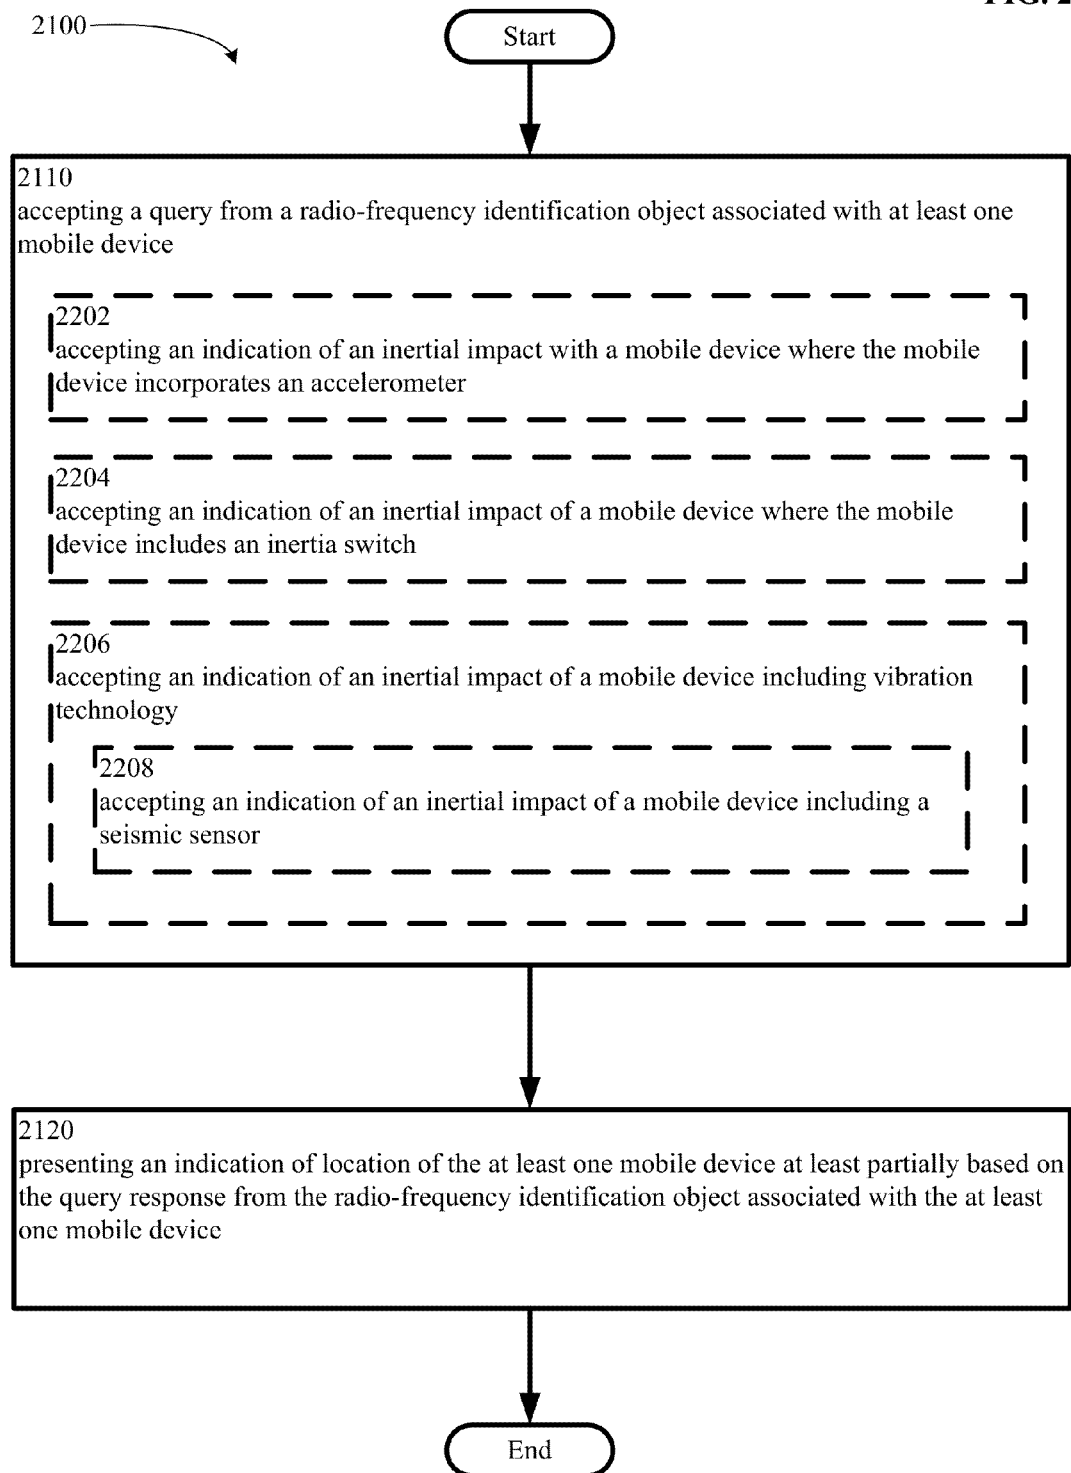 FIG. 2
2100
Start
2110
accepting a query from a radio-frequency identification object associated with at least one
mobile device
2202
accepting an indication of an inertial impact with a mobile device where the mobile
device incorporates an accelerometer
2204
accepting an indication of an inertial impact of a mobile device where the mobile
device includes an inertia switch
2206
accepting an indication of an inertial impact of a mobile device including vibration
technology
2208
accepting an indication of an inertial impact of a mobile device including a
seismic sensor
2120
presenting an indication of location of the at least one mobile device at least partially based on
the query response from the radio-frequency identification object associated with the at least
one mobile device
End